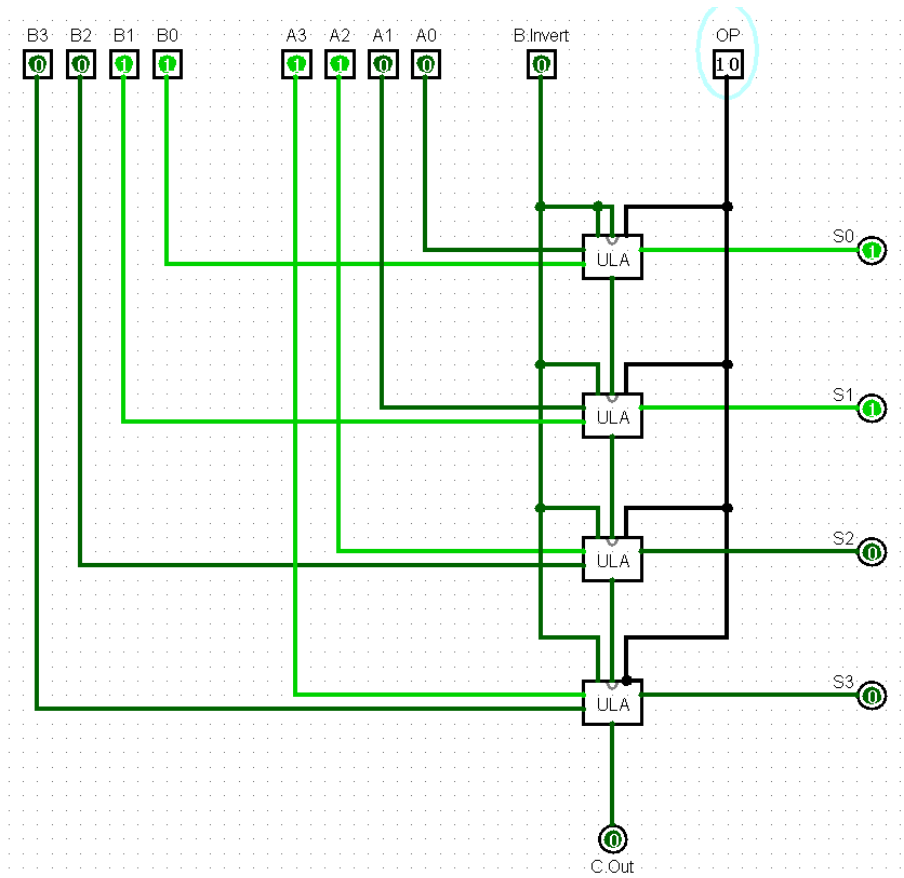 B3 B2 B1 B0 A3 A2 A1 A0 B.Invert OP
0 0 1 1 1 1 0 0 0 1 0
S0
ULA 1
S1
ULA 1
S2
ULA 0
S3
ULA 0
0
C.Out